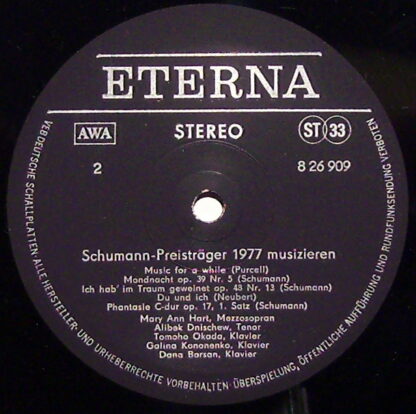 ETERNA
AWA STEREO ST 33
2 8 26 909
Schumann-Preisträger 1977 musizieren
Music for a while (Purcell)
Mondnacht op. 39 Nr. 5 (Schumann)
Ich hab' im Traum geweinet op. 48 Nr. 13 (Schumann)
Du und ich (Neubert)
Phantasie C-dur op. 17, 1. Satz (Schumann)
Mary Ann Hart, Mezzosopran
Alibek Dnischew, Tenor
Tomoho Okada, Klavier
Galina Kononenko, Klavier
Dana Borsan, Klavier
VEB DEUTSCHE SCHALLPLATTEN · ALLE HERSTELLER- UND URHEBERRECHTE VORBEHALTEN · ÜBERSPIELUNG, ÖFFENTLICHE AUFFÜHRUNG UND RUNDFUNKSENDUNG VERBOTEN